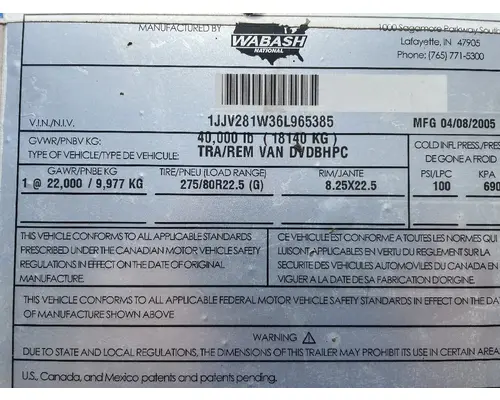 MANUFACTURED BY
WABASH
NATIONAL
1000 Sagamore Parkway South
Lafayette, IN 47905
Phone: (765) 771-5300
V.I.N./N.I.V. 1JJV281W36L965385 MFG 04/08/2005
GVWR/PNBV KG: 40,000 lb ( 18140 KG )
TYPE OF VEHICLE/TYPE DE VEHICULE: TRA/REM VAN DVDBHPC
COLD INFL PRESS/PRES
DE GONE A FROID
GAWR/PNBE KG TIRE/PNEU (LOAD RANGE) RIM/JANTE PSI/LPC KPA
1 @ 22,000 / 9,977 KG 275/80R22.5 (G) 8.25X22.5 100 690
THIS VEHICLE CONFORMS TO ALL APPLICABLE STANDARDS
PRESCRIBED UNDER THE CANADIAN MOTOR VEHICLE SAFETY
REGULATIONS IN EFFECT ON THE DATE OF ORIGINAL
MANUFACTURE.
CE VEHICULE EST CONFORME A TOUTES LES NORMES QUI
LUISONT APPLICABLES EN VERTU DU REGLEMENT SUR LA
SECURITE DES VEHICULES AUTOMOBILES DU CANADA EN
VIGUER A LA DATE DE SA FABRICATION D'ORIGINE.
THIS VEHICLE CONFORMS TO ALL APPLICABLE FEDERAL MOTOR VEHICLE SAFETY STANDARDS IN EFFECT ON THE DATE
OF MANUFACTURE SHOWN ABOVE
WARNING
DUE TO STATE AND LOCAL REGULATIONS, THE DIMENSIONS OF THIS TRAILER MAY PROHIBIT ITS USE IN CERTAIN AREAS
U.S., Canada, and Mexico patents and/or patents pending.